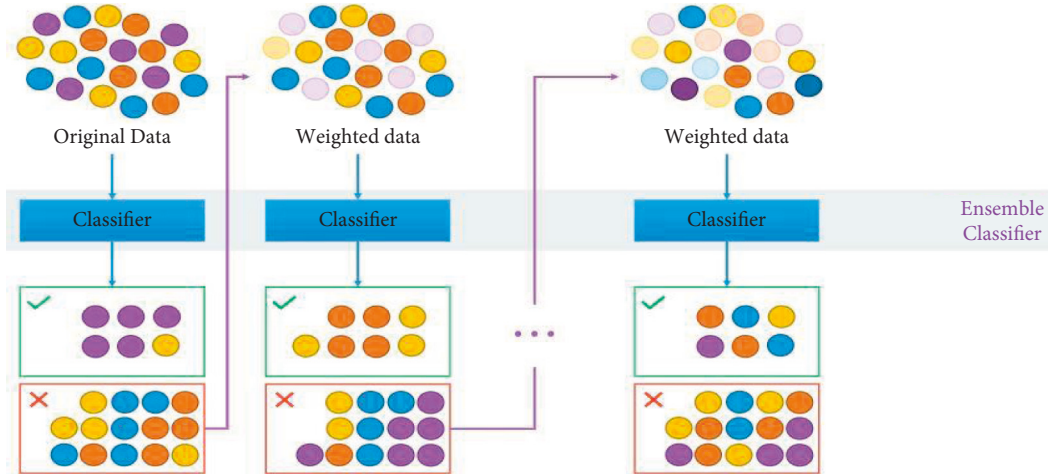 Original Data
Weighted data
Weighted data
Classifier
Classifier
Classifier
Ensemble
Classifier